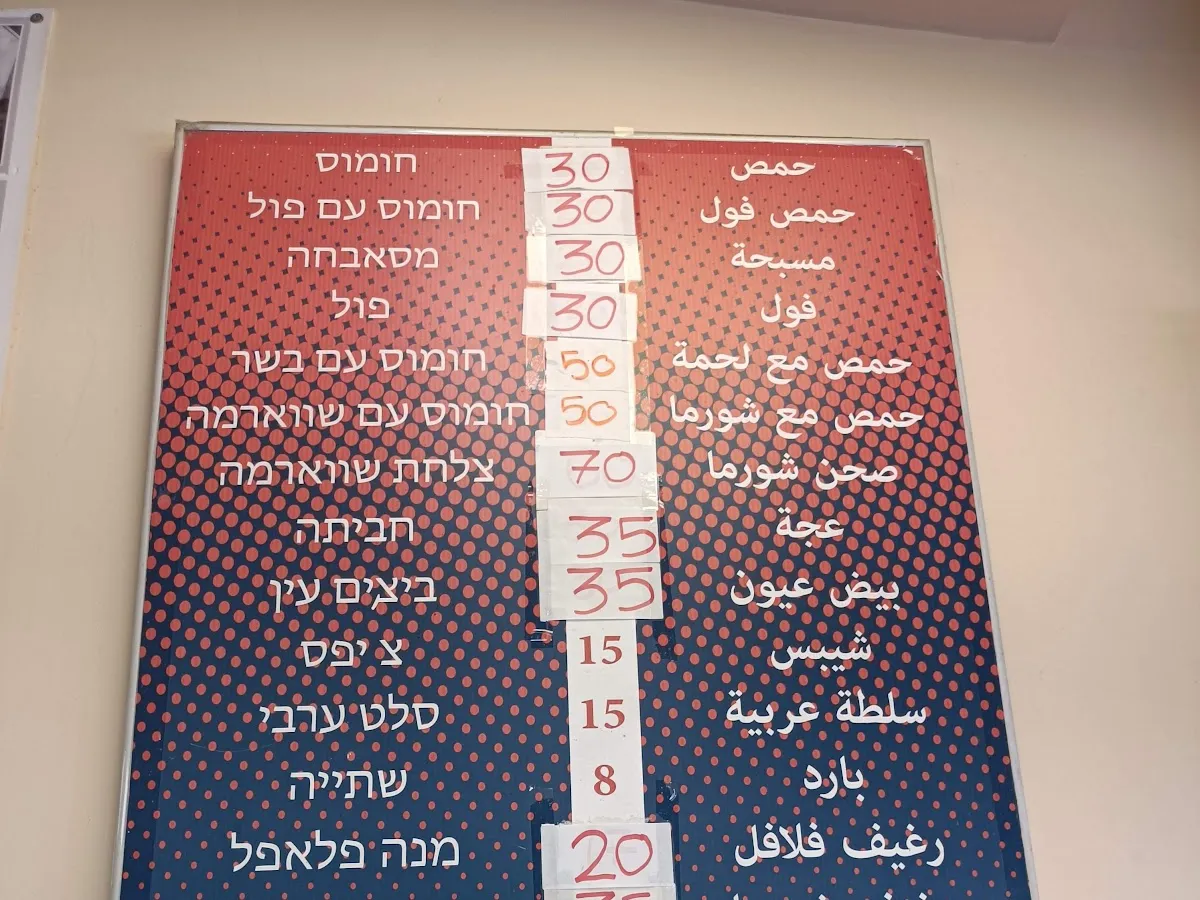 חומוס 30 حمص
חומוס עם פול 30 حمص فول
מסאבחה 30 مسبحة
פול 30 فول
חומוס עם בשר 50 حمص مع لحمة
חומוס עם שווארמה 50 حمص مع شورما
צלחת שווארמה 70 صحن شورما
חביתה 35 عجة
ביצים עין 35 بيض عيون
צ יפס 15 شيبس
סלט ערבי 15 سلطة عربية
שתייה 8 بارد
מנה פלאפל 20 رغيف فلافل